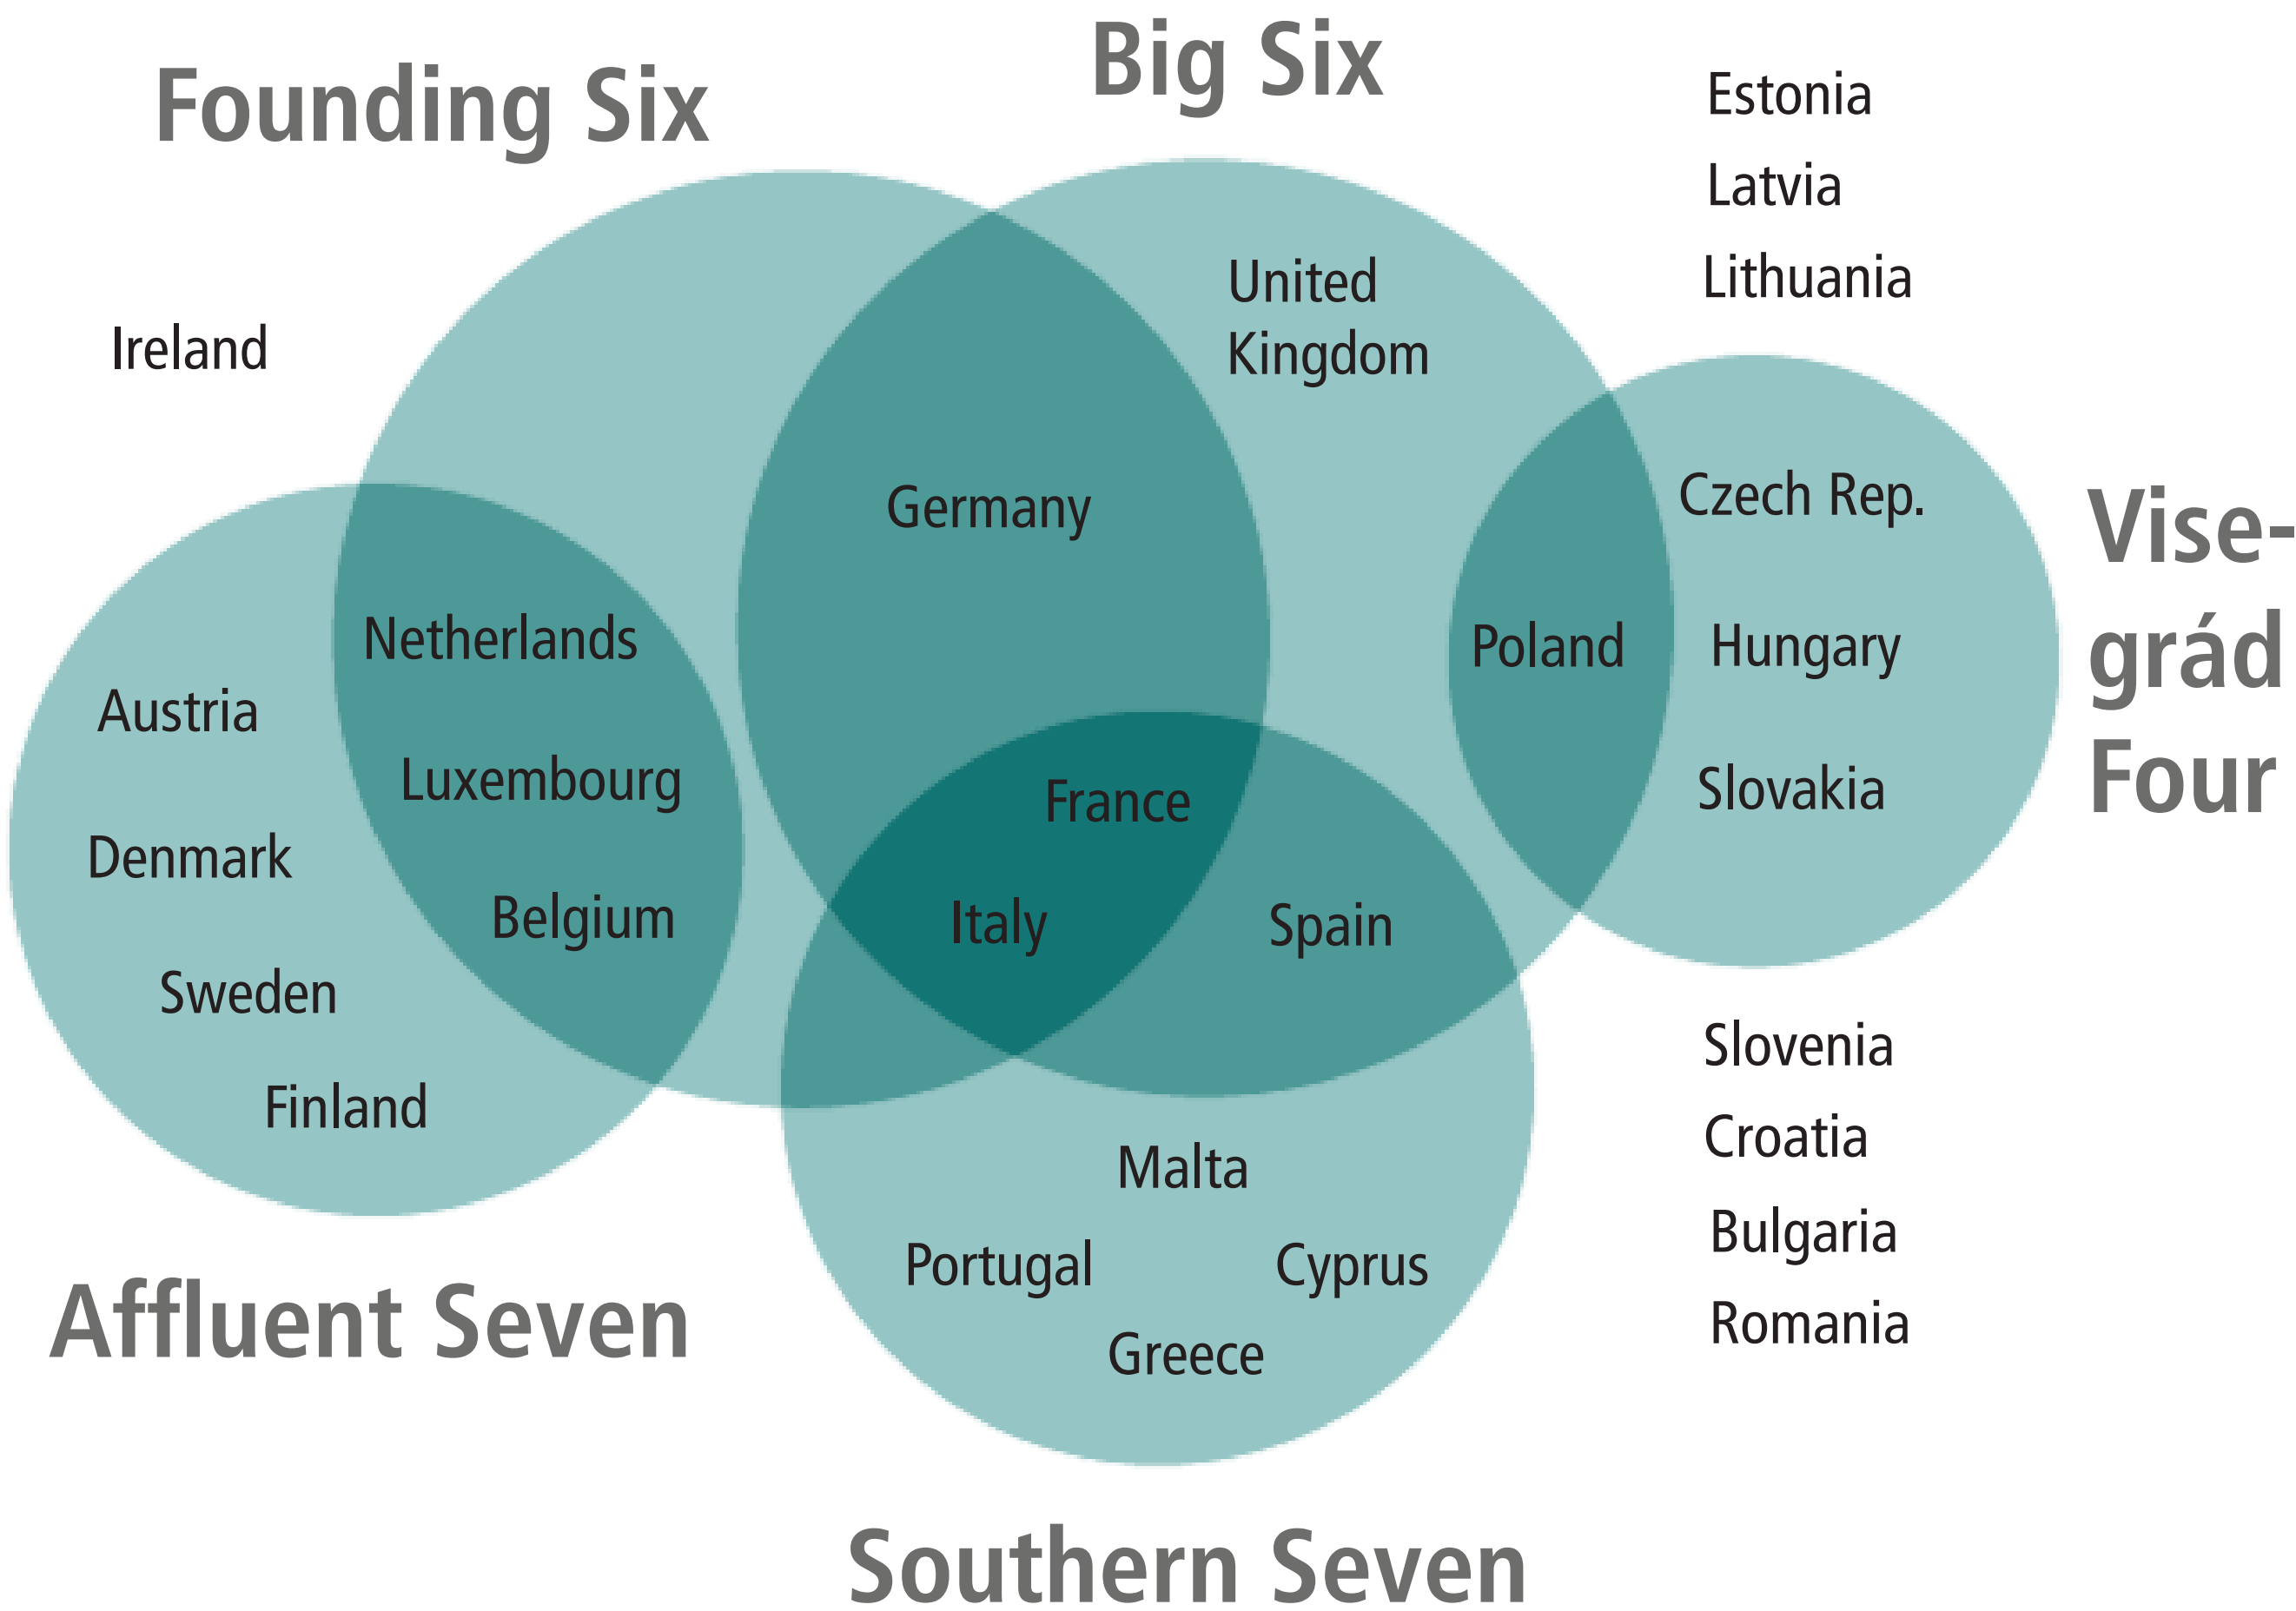 Founding Six
Big Six
Estonia
Latvia
Lithuania
Ireland
United
Kingdom
Germany
Czech Rep.
Netherlands
Poland
Hungary
Vise-
grád
Four
Austria
Luxembourg
France
Slovakia
Denmark
Belgium
Italy
Spain
Sweden
Finland
Slovenia
Croatia
Malta
Bulgaria
Portugal
Cyprus
Romania
Greece
Affluent Seven
Southern Seven